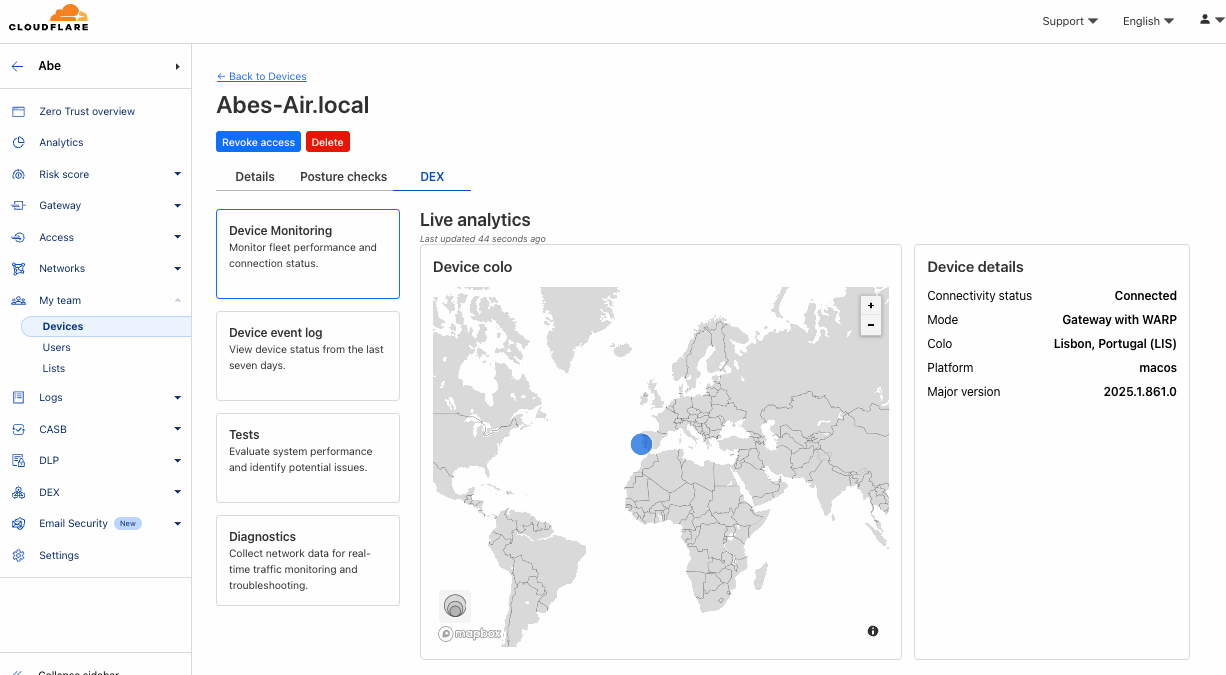 CLOUDFLARE
Support
English
Abe
Zero Trust overview
Analytics
Risk score
Gateway
Access
Networks
My team
Devices
Users
Lists
Logs
CASB
DLP
DEX
Email Security New
Settings
Collapse sidebar
← Back to Devices
Abes-Air.local
Revoke access
Delete
Details
Posture checks
DEX
Device Monitoring
Monitor fleet performance and
connection status.
Device event log
View device status from the last
seven days.
Tests
Evaluate system performance
and identify potential issues.
Diagnostics
Collect network data for real-
time traffic monitoring and
troubleshooting.
Live analytics
Last updated 44 seconds ago
Device colo
+
−
mapbox
Device details
Connectivity status Connected
Mode Gateway with WARP
Colo Lisbon, Portugal (LIS)
Platform macos
Major version 2025.1.861.0